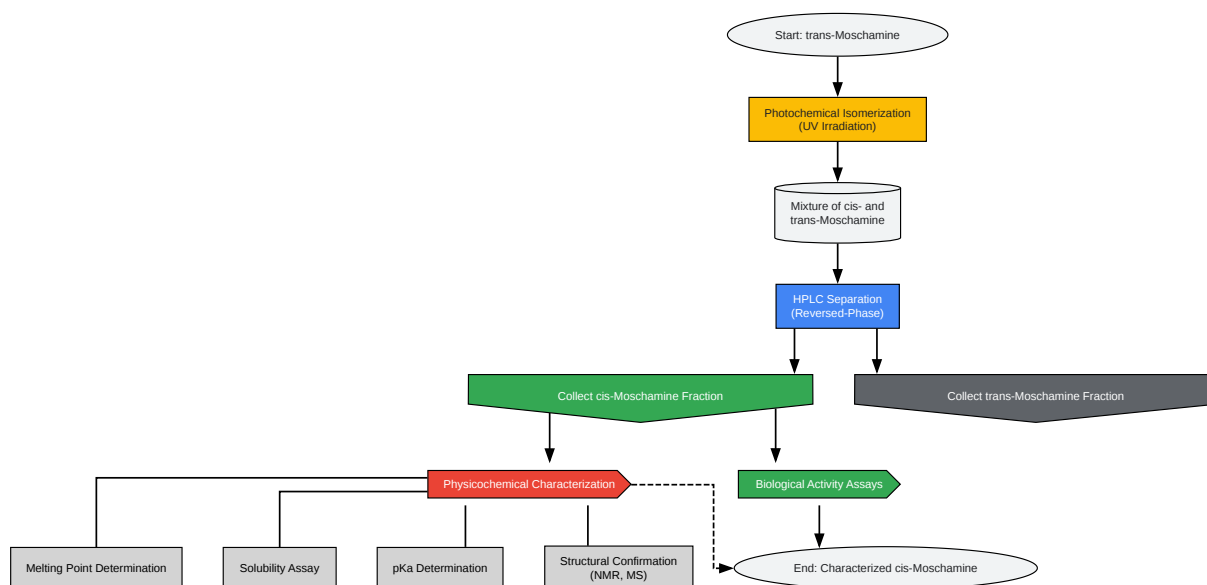 Start: trans-Moschamine
Photochemical Isomerization
(UV Irradiation)
Mixture of cis- and
trans-Moschamine
HPLC Separation
(Reversed-Phase)
Collect cis-Moschamine Fraction
Collect trans-Moschamine Fraction
Physicochemical Characterization
Biological Activity Assays
Melting Point Determination
Solubility Assay
pKa Determination
Structural Confirmation
(NMR, MS)
End: Characterized cis-Moschamine